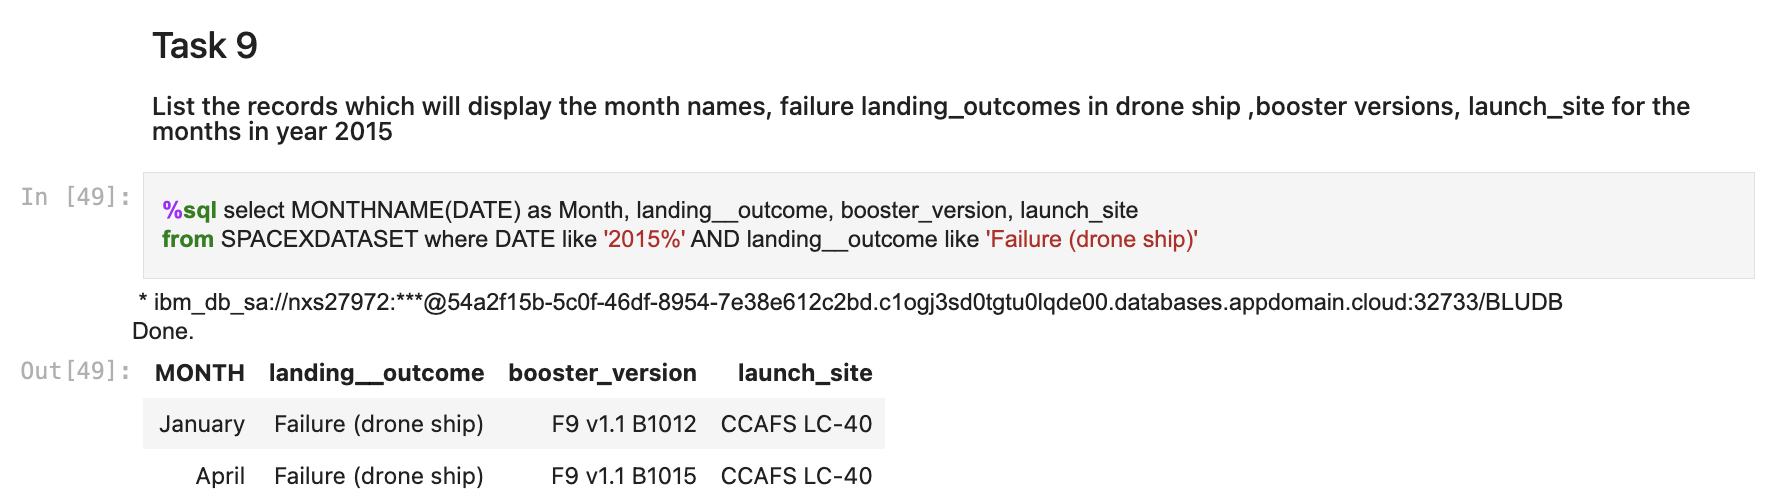 Task 9
List the records which will display the month names, failure landing_outcomes in drone ship ,booster versions, launch_site for the
months in year 2015
In [49]:
%sql select MONTHNAME(DATE) as Month, landing__outcome, booster_version, launch_site
from SPACEXDATASET where DATE like '2015%' AND landing__outcome like 'Failure (drone ship)'
* ibm_db_sa://nxs27972:***@54a2f15b-5c0f-46df-8954-7e38e612c2bd.c1ogj3sd0tgtu0lqde00.databases.appdomain.cloud:32733/BLUDB
Done.
Out[49]:
MONTH landing__outcome booster_version launch_site
January Failure (drone ship) F9 v1.1 B1012 CCAFS LC-40
April Failure (drone ship) F9 v1.1 B1015 CCAFS LC-40